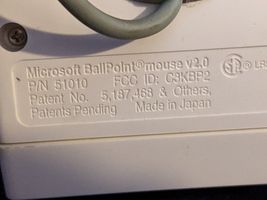 Microsoft BallPoint® mouse v2.0
P/N 51010 FCC ID: C3KBP2 ® LR
Patent No. 5,187,468 & Others,
Patents Pending Made in Japan